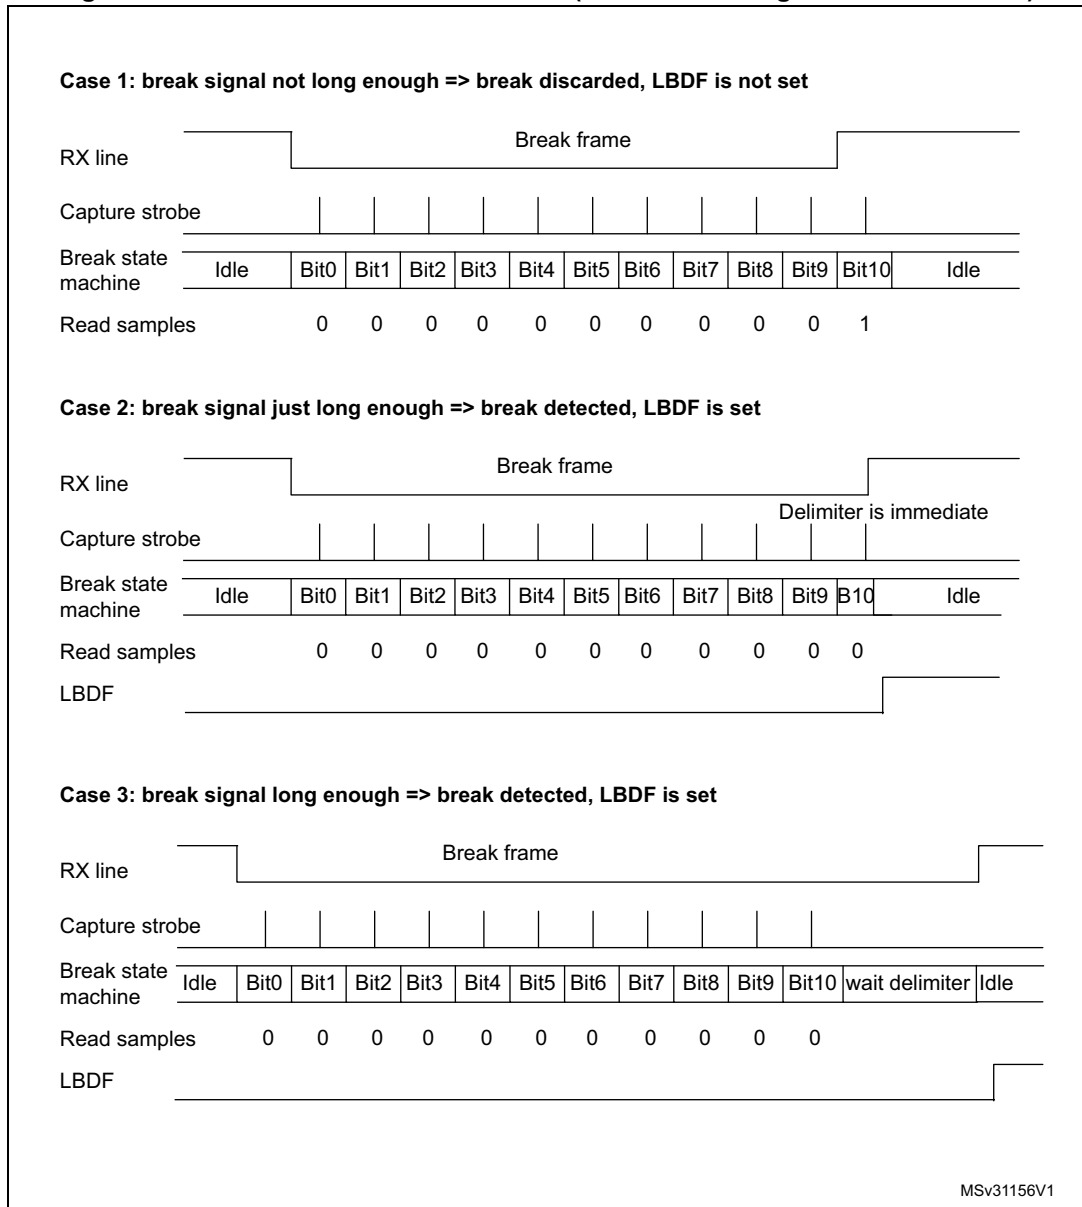 Case 1: break signal not long enough => break discarded, LBDF is not set
Break frame
RX line
Capture strobe
Break state machine Idle Bit0 Bit1 Bit2 Bit3 Bit4 Bit5 Bit6 Bit7 Bit8 Bit9 Bit10 Idle
Read samples 0 0 0 0 0 0 0 0 0 0 1
Case 2: break signal just long enough => break detected, LBDF is set
Break frame
RX line
Delimiter is immediate
Capture strobe
Break state machine Idle Bit0 Bit1 Bit2 Bit3 Bit4 Bit5 Bit6 Bit7 Bit8 Bit9 B10 Idle
Read samples 0 0 0 0 0 0 0 0 0 0 0
LBDF
Case 3: break signal long enough => break detected, LBDF is set
Break frame
RX line
Capture strobe
Break state machine Idle Bit0 Bit1 Bit2 Bit3 Bit4 Bit5 Bit6 Bit7 Bit8 Bit9 Bit10 wait delimiter Idle
Read samples 0 0 0 0 0 0 0 0 0 0 0
LBDF
MSv31156V1